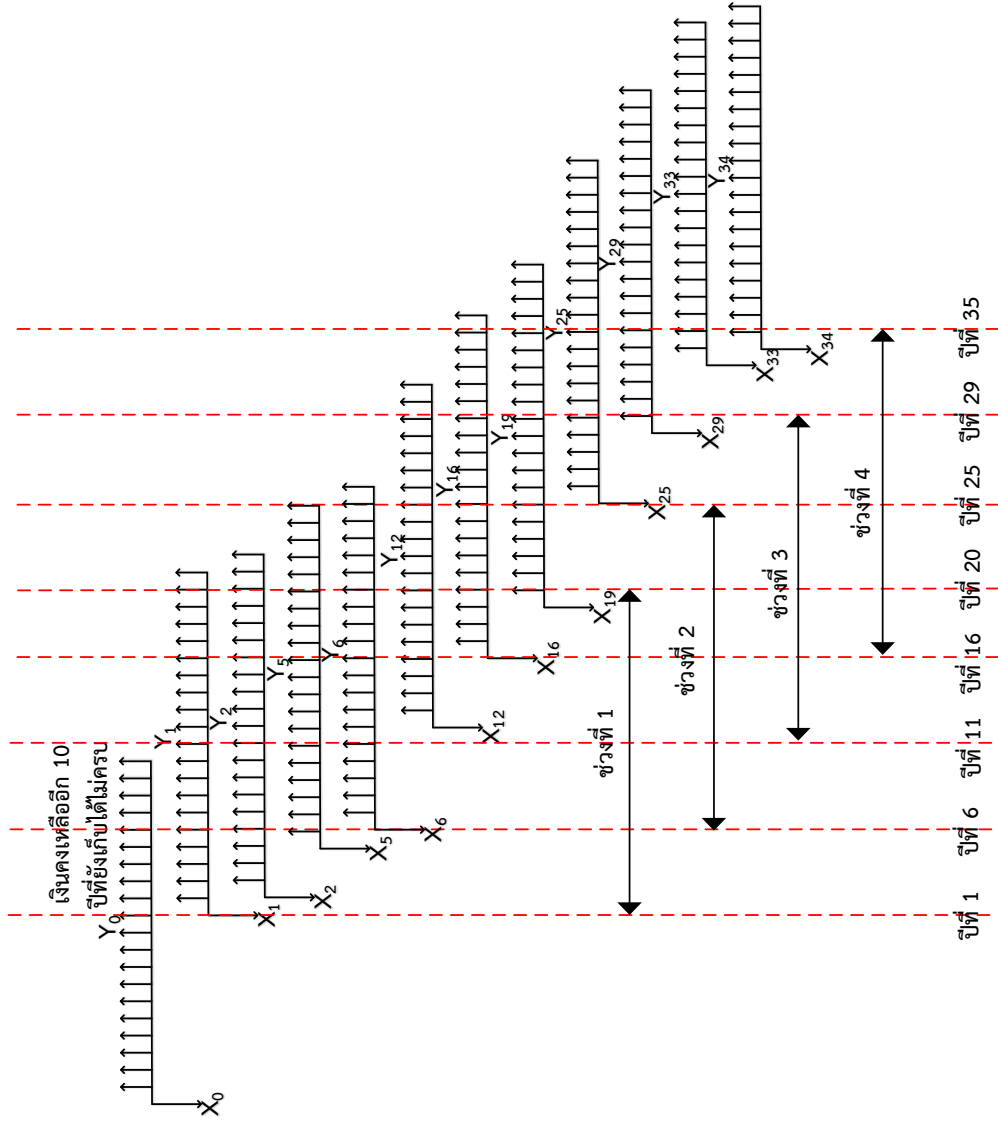 เงินคงเหลืออีก 10
ปีที่ยังเก็บได้ไม่ครบ
Y0
X0
Y1
X1
Y2
X2
Y5
X5
Y6
X6
Y12
X12
Y16
X16
Y19
X19
Y25
X25
Y29
X29
Y33
X33
Y34
X34
ช่วงที่ 1
ช่วงที่ 2
ช่วงที่ 3
ช่วงที่ 4
ปีที่ 1
ปีที่ 6
ปีที่ 11
ปีที่ 16
ปีที่ 20
ปีที่ 25
ปีที่ 29
ปีที่ 35